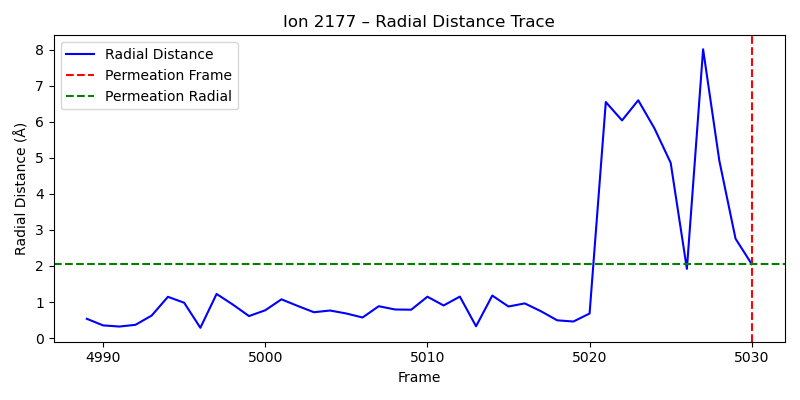 Ion 2177 – Radial Distance Trace
Radial Distance
Permeation Frame
Permeation Radial
Radial Distance (Å)
8
7
6
5
4
3
2
1
0
4990 5000 5010 5020 5030
Frame